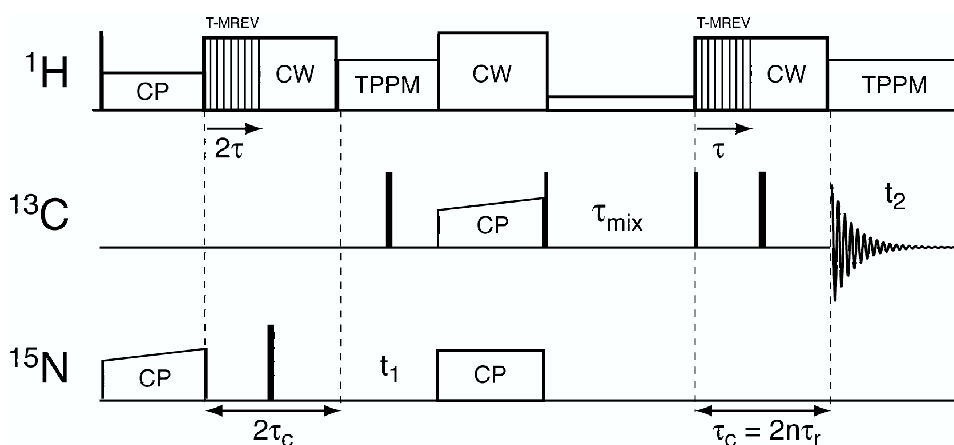 T-MREV T-MREV
¹H CP CW TPPM CW CW TPPM
2τ τ
¹³C CP τmix t₂
¹⁵N CP t₁ CP
2τc τc = 2nτr